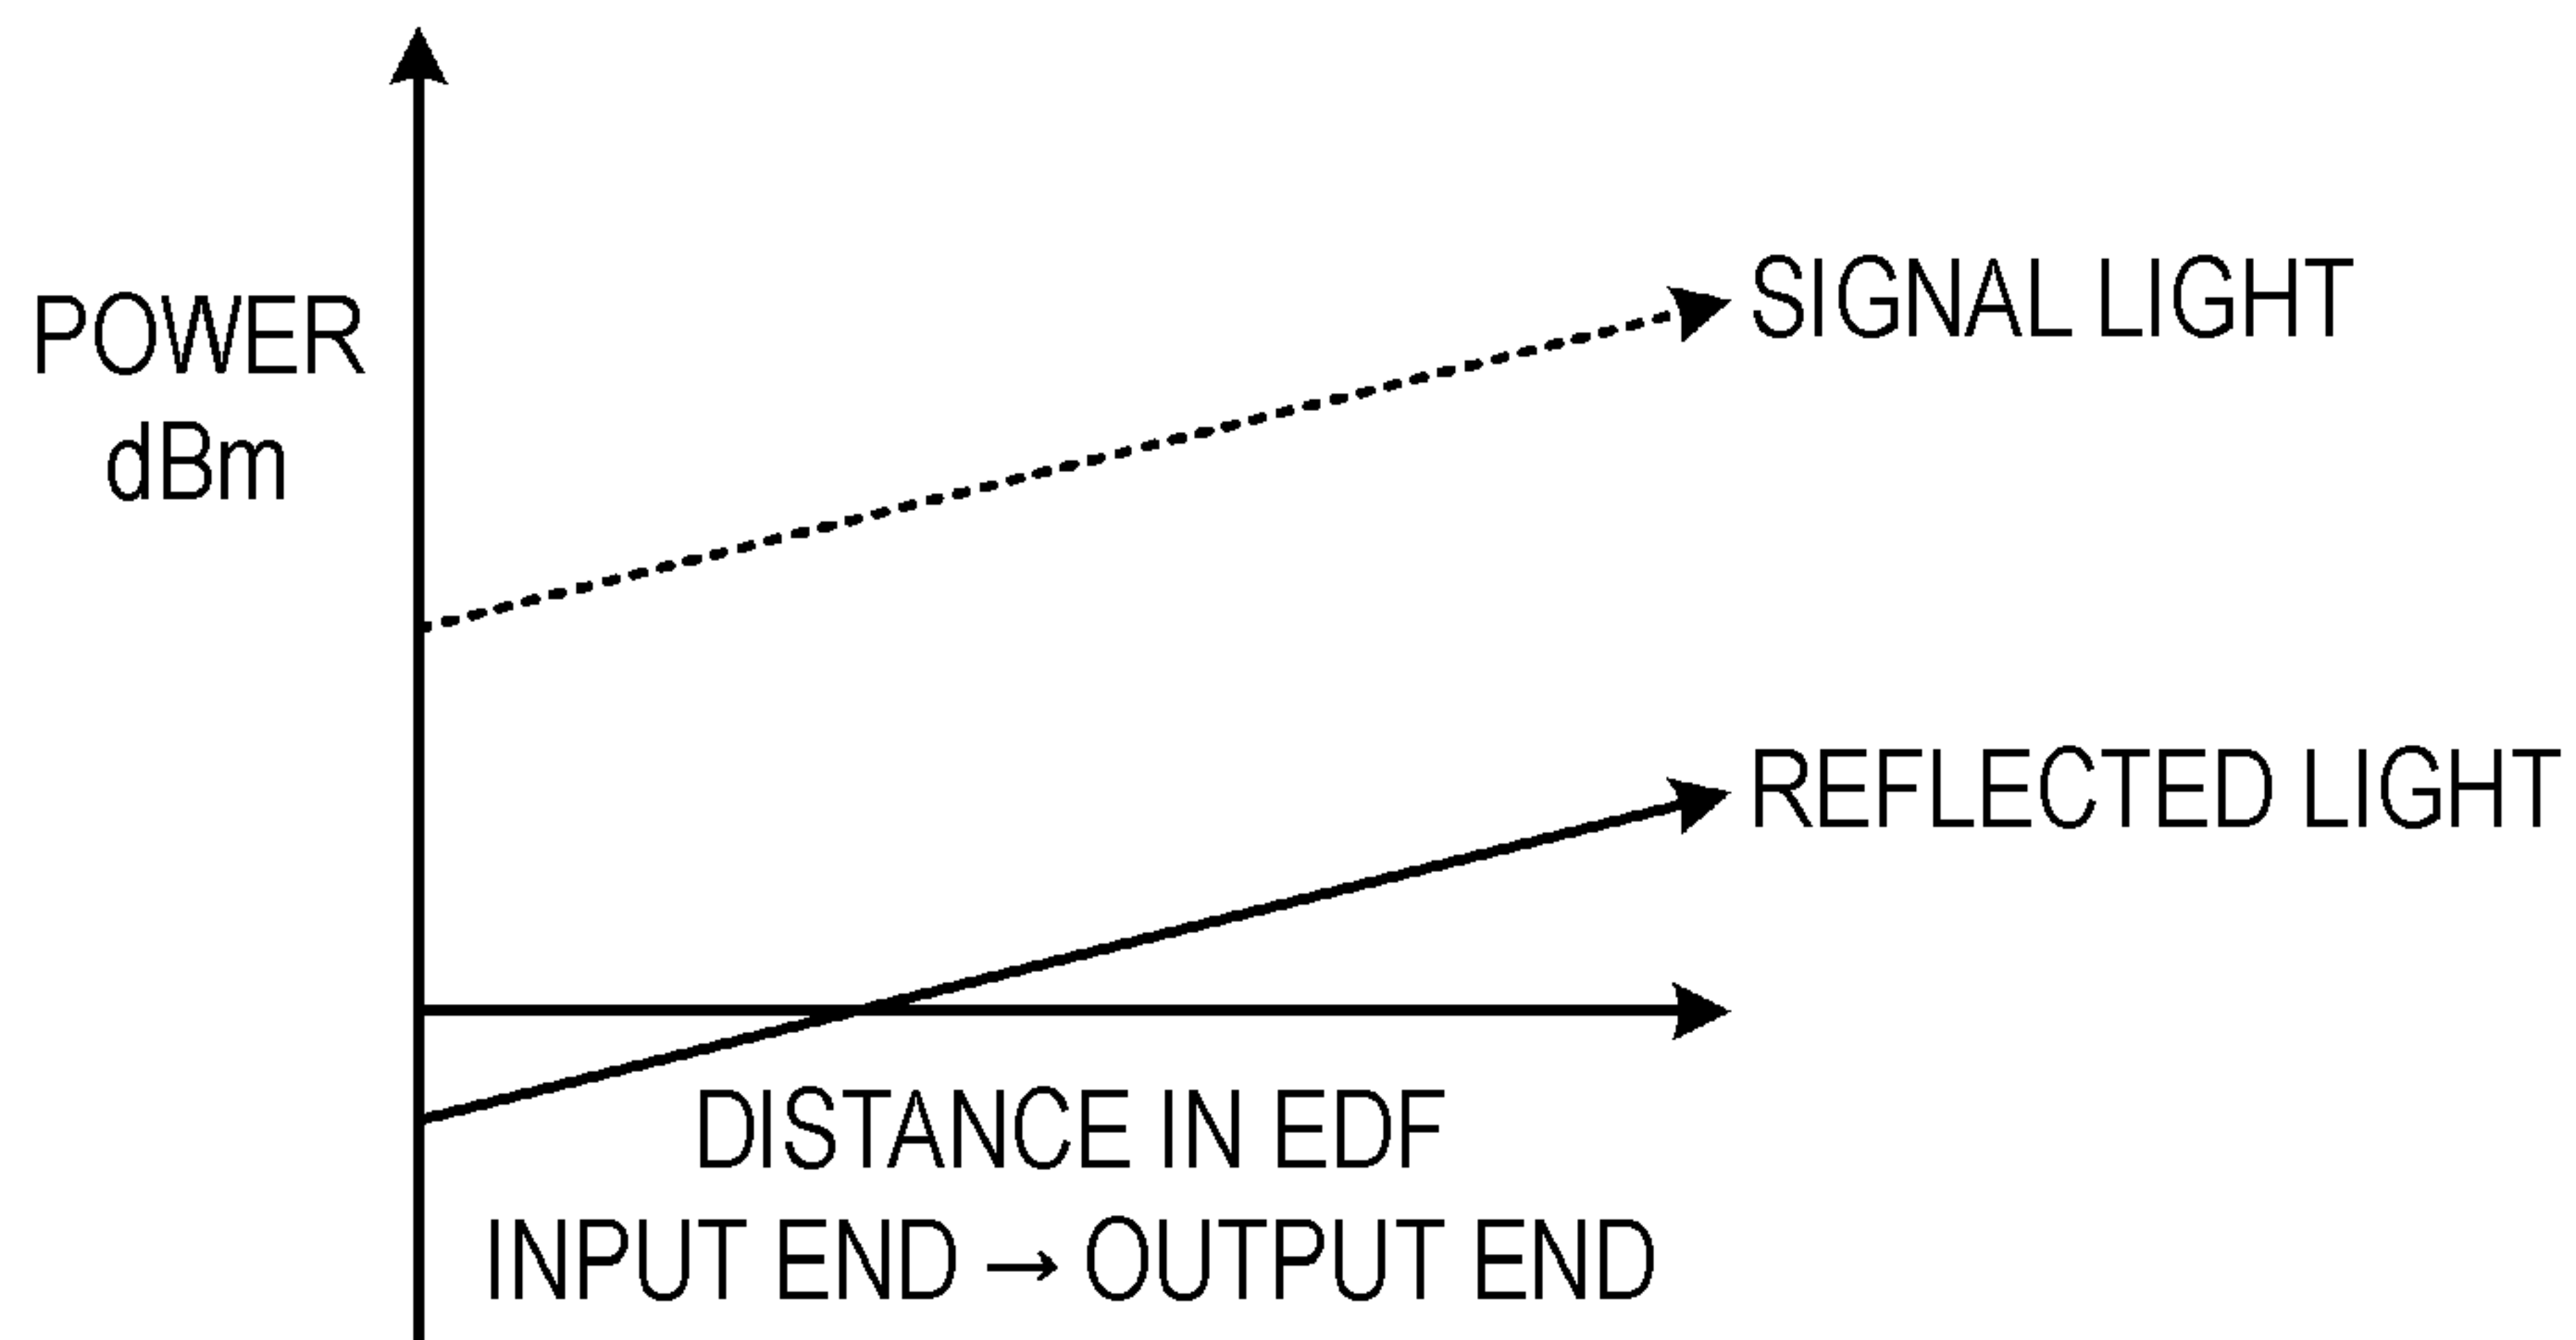 POWER
dBm
SIGNAL LIGHT
REFLECTED LIGHT
DISTANCE IN EDF
INPUT END → OUTPUT END